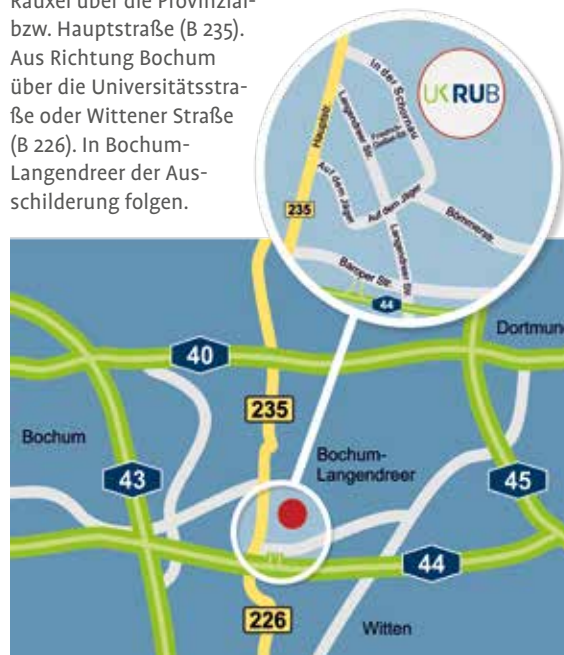 Rauxel über die Provinzial-
bzw. Hauptstraße (B 235).
Aus Richtung Bochum
über die Universitätsstra-
ße oder Wittener Straße
(B 226). In Bochum-
Langendreer der Aus-
schilderung folgen.
In der Schornau
UK RUB
Hauptstr.
Langendreer Str.
Auf dem Jäger
Auf dem Jäger
Bömmerstr.
235
Langendreer Str.
Bamper Str.
44
Dortmun
40
235
Bochum
Bochum-
Langendreer
43
45
44
226
Witten